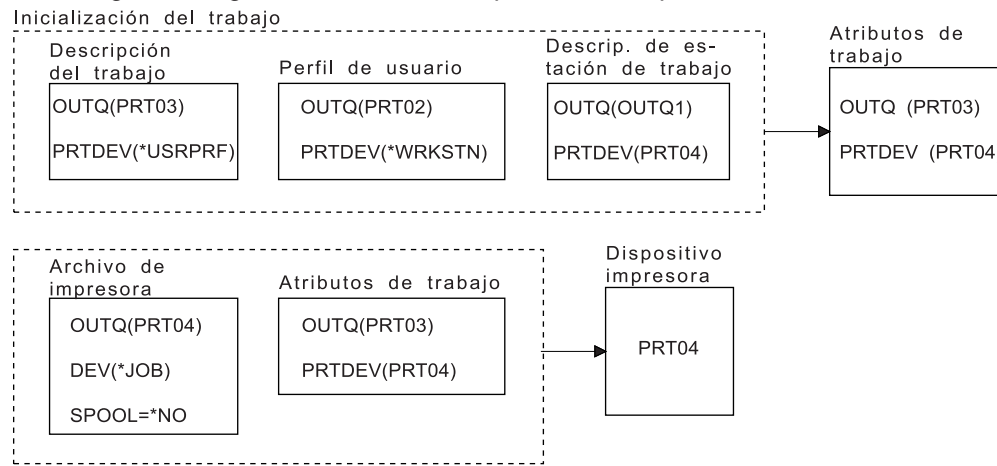 Inicialización del trabajo
Descripción
del trabajo
OUTQ(PRT03)
PRTDEV(*USRPRF)
Perfil de usuario
OUTQ(PRT02)
PRTDEV(*WRKSTN)
Descrip. de es-
tación de trabajo
OUTQ(OUTQ1)
PRTDEV(PRT04)
Atributos de
trabajo
OUTQ (PRT03)
PRTDEV (PRT04
Archivo de
impresora
OUTQ(PRT04)
DEV(*JOB)
SPOOL=*NO
Atributos de trabajo
OUTQ(PRT03)
PRTDEV(PRT04)
Dispositivo
impresora
PRT04